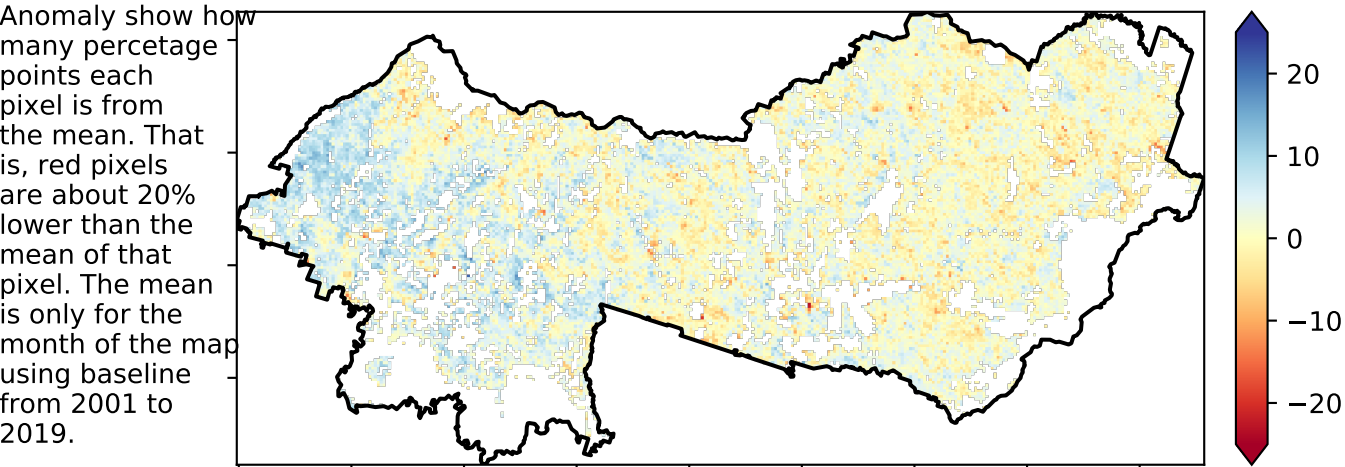 Anomaly show how
many percetage
points each
pixel is from
the mean. That
is, red pixels
are about 20%
lower than the
mean of that
pixel. The mean
is only for the
month of the map
using baseline
from 2001 to
2019.
20
10
0
−10
−20